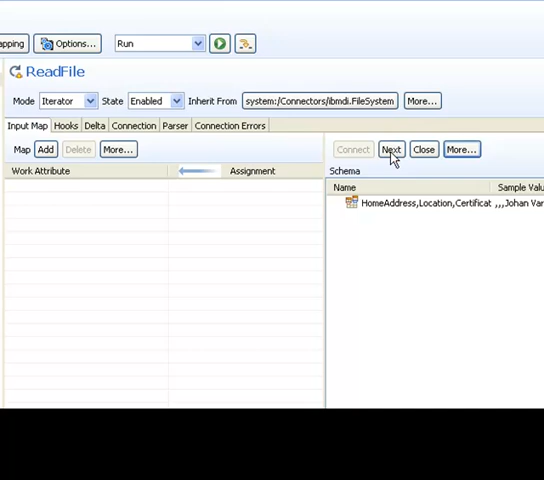 apping Options... Run
ReadFile
Mode Iterator State Enabled Inherit From system:/Connectors/ibmdi.FileSystem More...
Input Map Hooks Delta Connection Parser Connection Errors
Map Add Delete More... Connect Next Close More...
Schema
Work Attribute Assignment
Name Sample Valu
HomeAddress,Location,Certificat ,,,Johan Var